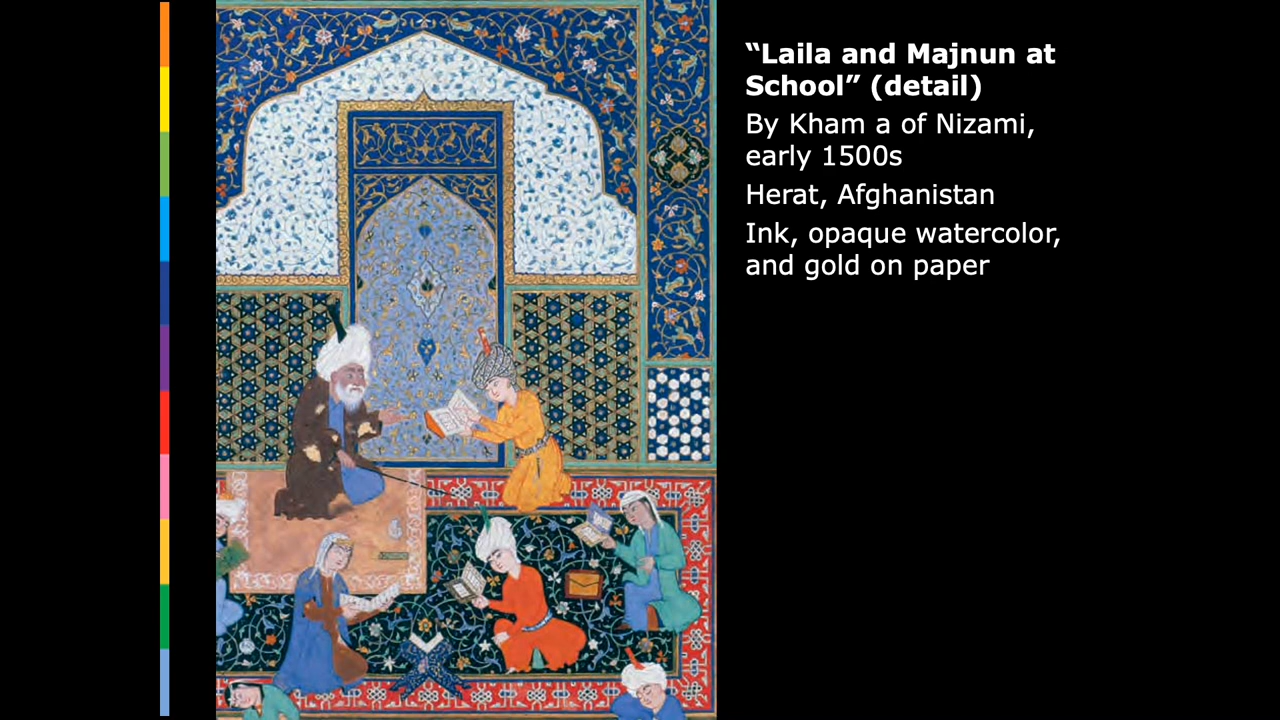 “Laila and Majnun at
School” (detail)
By Kham a of Nizami,
early 1500s
Herat, Afghanistan
Ink, opaque watercolor,
and gold on paper